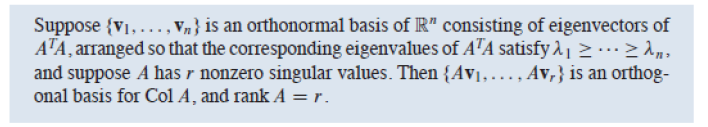 Suppose {v₁, . . . , vₙ} is an orthonormal basis of ℝⁿ consisting of eigenvectors of
AᵀA, arranged so that the corresponding eigenvalues of AᵀA satisfy λ₁ ≥ ··· ≥ λₙ,
and suppose A has r nonzero singular values. Then {Av₁, . . . , Avᵣ} is an orthog-
onal basis for Col A, and rank A = r.